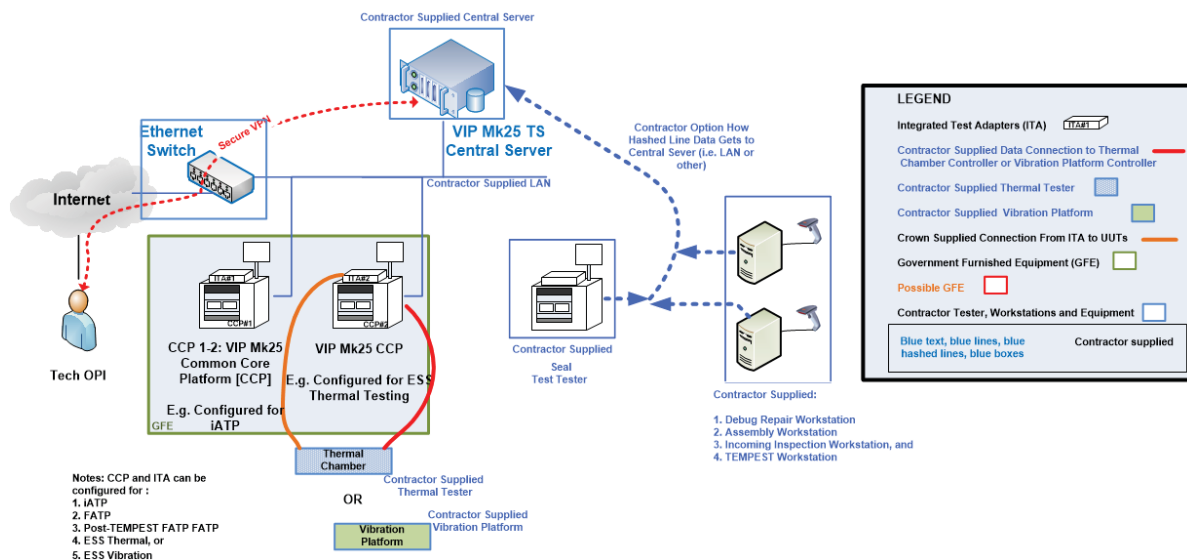 Contractor Supplied Central Server
Secure VPN
Ethernet
Switch
VIP Mk25 TS
Central Server
Contractor Option How
Hashed Line Data Gets to
Central Sever (i.e. LAN or
other)
Contractor Supplied LAN
Internet
Tech OPI
ITA#1
CCP#1
ITA#2
CCP#2
CCP 1-2: VIP Mk25
Common Core
Platform [CCP]
E.g. Configured for
iATP
VIP Mk25 CCP
E.g. Configured for ESS
Thermal Testing
GFE
Contractor Supplied
Seal
Test Tester
Contractor Supplied:
1. Debug Repair Workstation
2. Assembly Workstation
3. Incoming Inspection Workstation, and
4. TEMPEST Workstation
Thermal
Chamber
Contractor Supplied
Thermal Tester
OR
Vibration
Platform
Contractor Supplied
Vibration Platform
Notes: CCP and ITA can be
configured for :
1. iATP
2. FATP
3. Post-TEMPEST FATP FATP
4. ESS Thermal, or
5. ESS Vibration
LEGEND
Integrated Test Adapters (ITA)
ITA#1
Contractor Supplied Data Connection to Thermal
Chamber Controller or Vibration Platform Controller
Contractor Supplied Thermal Tester
Contractor Supplied Vibration Platform
Crown Supplied Connection From ITA to UUTs
Government Furnished Equipment (GFE)
Possible GFE
Contractor Tester, Workstations and Equipment
Blue text, blue lines, blue
hashed lines, blue boxes
Contractor supplied